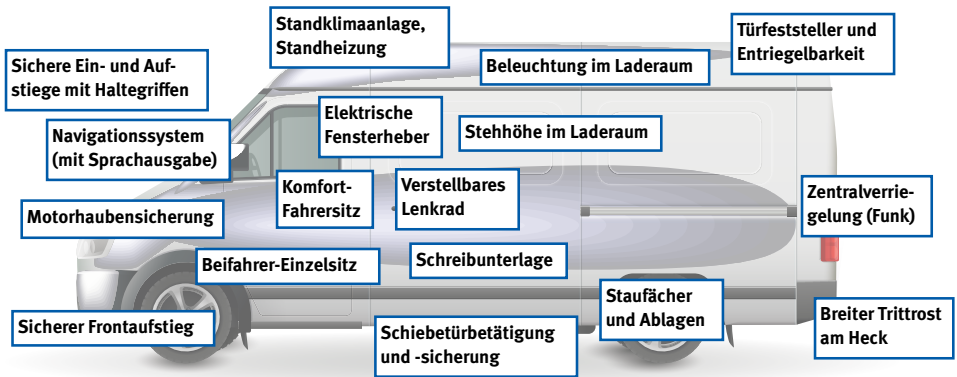 Standklimaanlage,
Standheizung
Türfeststeller und
Entriegelbarkeit
Sichere Ein- und Auf-
stiege mit Haltegriffen
Beleuchtung im Laderaum
Elektrische
Fensterheber
Navigationssystem
(mit Sprachausgabe)
Stehhöhe im Laderaum
Komfort-
Fahrersitz
Verstellbares
Lenkrad
Zentralverrie-
gelung (Funk)
Motorhaubensicherung
Beifahrer-Einzelsitz
Schreibunterlage
Staufächer
und Ablagen
Sicherer Frontaufstieg
Breiter Trittrost
am Heck
Schiebetürbetätigung
und -sicherung